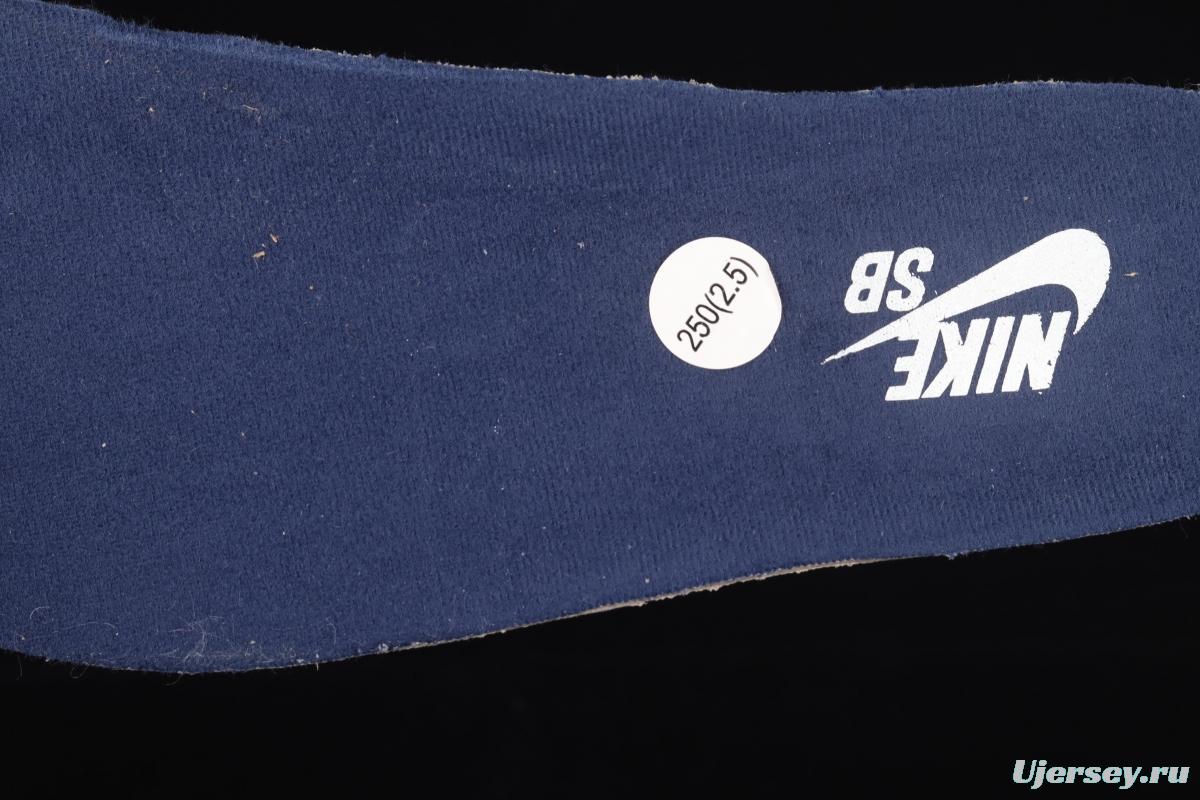 250(2.5)
NIKE
SB
Ujersey.ru